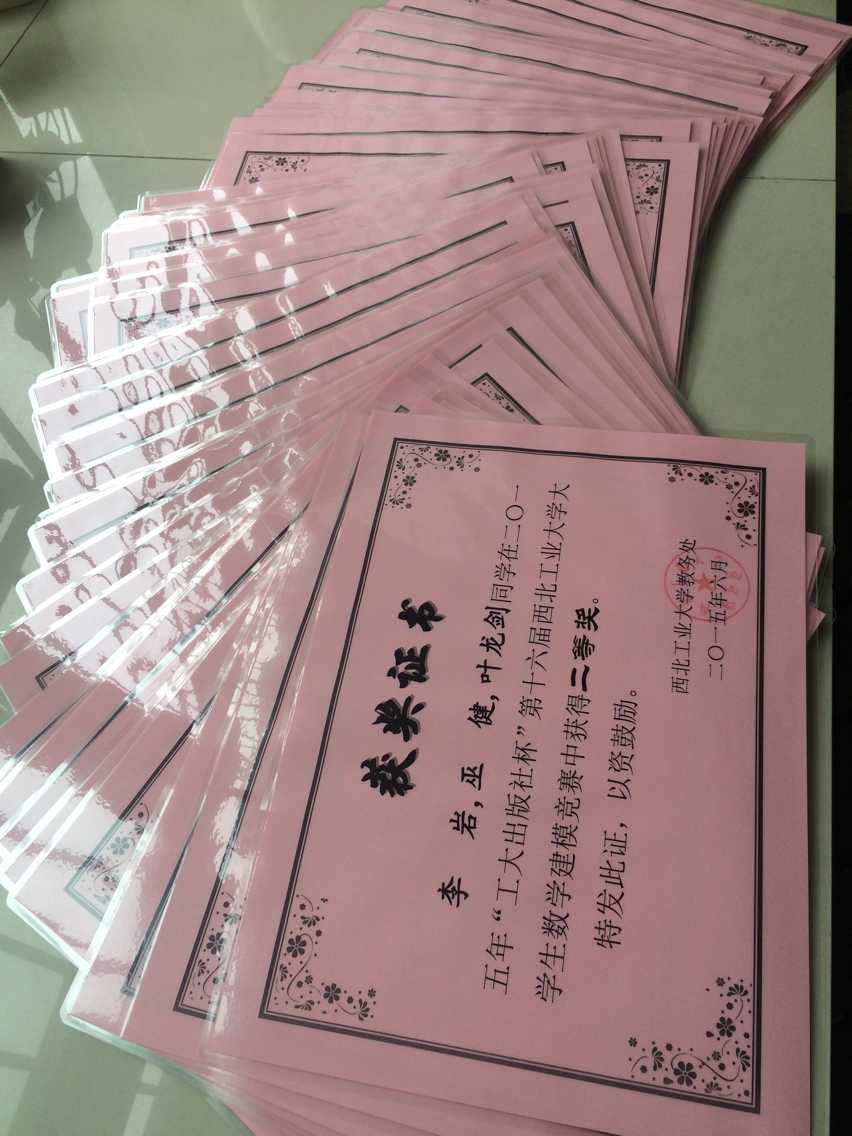 获奖证书
李 岩，巫 健，叶龙剑同学在二〇一
五年“工大出版社杯”第十六届西北工业大学大
学生数学建模竞赛中获得二等奖。
特发此证，以资鼓励。
西北工业大学教务处
二〇一五年六月